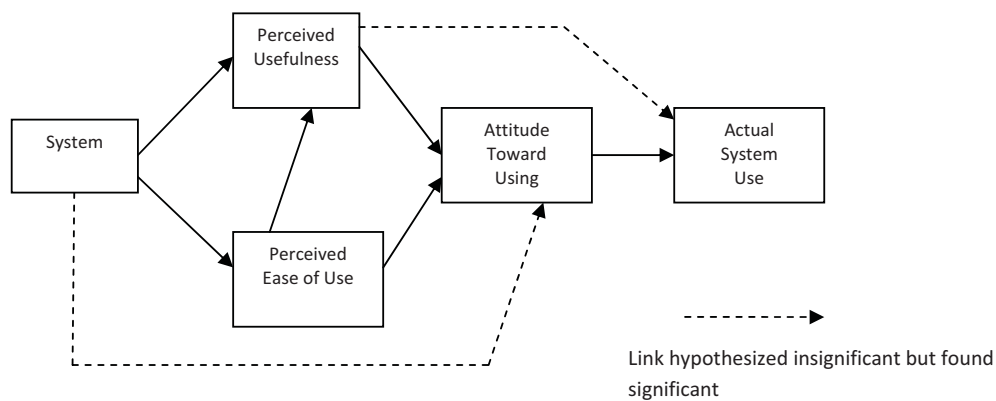 Perceived
Usefulness
System
Attitude
Toward
Using
Actual
System
Use
Perceived
Ease of Use
Link hypothesized insignificant but found
significant